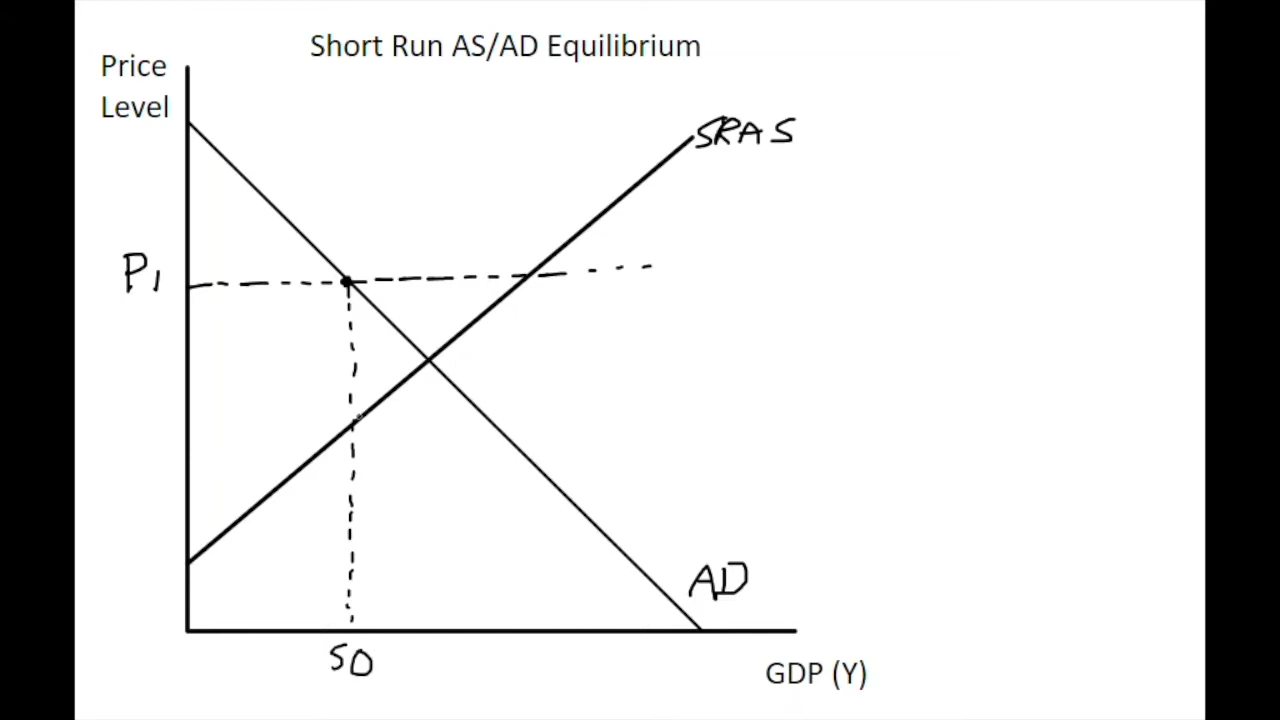 Short Run AS/AD Equilibrium
Price
Level
SRAS
P1
AD
50
GDP (Y)